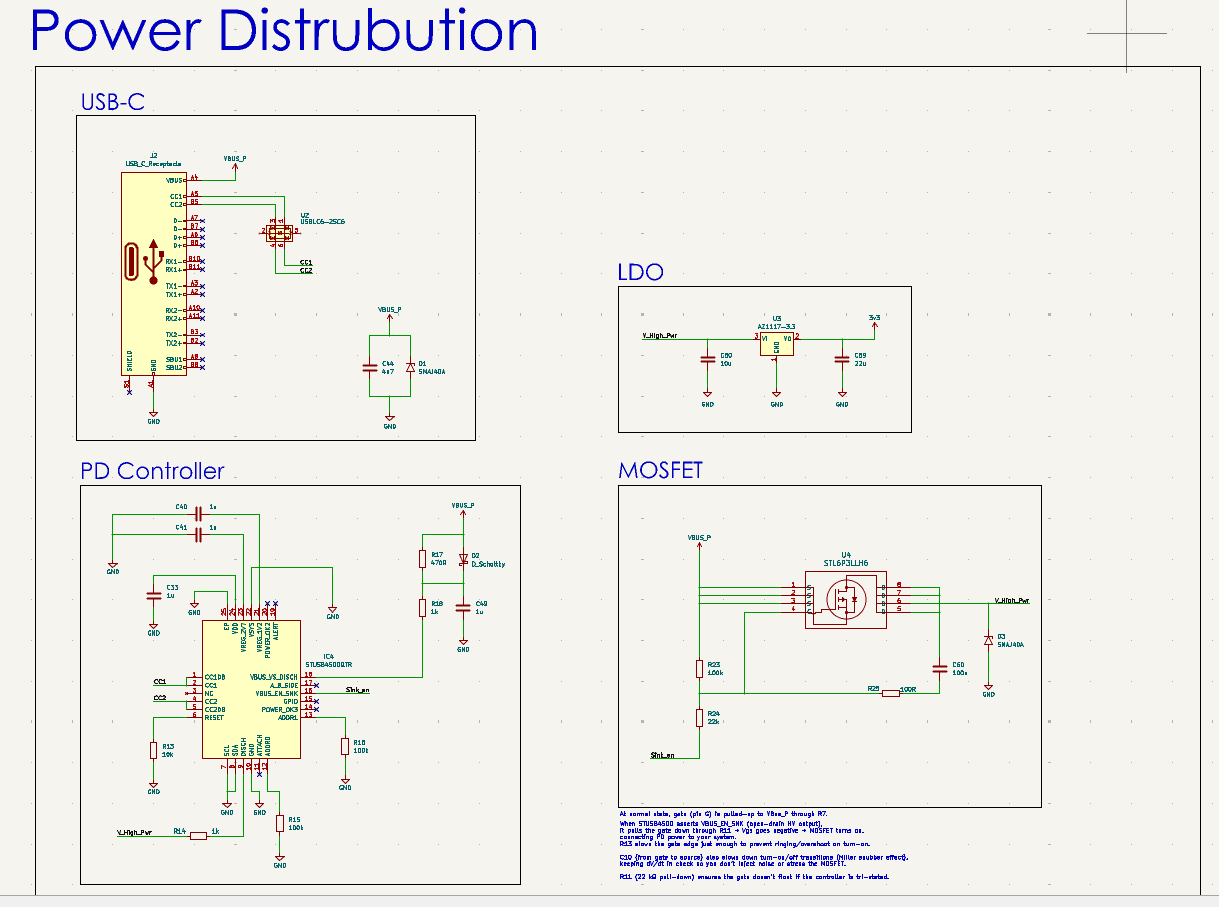 Power Distrubution
USB-C
J2
USB_C_Receptacle
VBUS_P
VBUS A4
CC1 A5
CC2 B5
D- A7
D- B7
D+ A6
D+ B6
RX1- B10
RX1+ B11
TX1- A3
TX1+ A2
RX2- A10
RX2+ A11
TX2- B3
TX2+ B2
SBU1 A8
SBU2 B8
SHIELD
GND
S1
A1
GND
U2
USBLC6-2SC6
CC1
CC2
VBUS_P
C44
4u7
D1
SMAJ40A
GND
LDO
V_High_Pwr
U3
AZ1117-3.3
3 VI
VO 2
GND
1
3v3
C89
22u
10u
GND
GND
GND
PD Controller
C40 1u
C41 1u
GND
C33
1u
GND
GND
GND
VBUS_P
R17
470R
D2
D_Schottky
R18
1k
C49
1u
GND
EP
VDD
VREG_2V7
VSYS
VREG_1V2
POWER_OK2
ALERT
IC4
STUSB4500QTR
CC1
CC2
1 CC1DB
2 CC1
3 NC
4 CC2
5 CC2DB
6 RESET
VBUS_VS_DISCH 18
A_B_SIDE 17
VBUS_EN_SNK 16
GPIO 15
POWER_OK3 14
ADDR1 13
Sink_en
SCL
SDA
DISCH
GND
ATTACH
ADDR0
7
8
9
10
11
12
R13
10k
GND
R16
100k
GND
GND
GND
R15
100k
GND
V_High_Pwr
R14 1k
MOSFET
VBUS_P
U4
STL6P3LLH6
1
2
3
4
8
7
6
5
V_High_Pwr
D3
SMAJ40A
GND
R23
100k
C60
100n
R25 100R
R24
22k
Sink_en
At normal state, gate (pin G) is pulled-up to VBus_P through R7.
When STUSB4500 asserts VBUS_EN_SNK (open-drain HV output),
it pulls the gate down through R11 → Vgs goes negative → MOSFET turns on,
connecting PD power to your system.
R13 slows the gate edge just enough to prevent ringing/overshoot on turn-on.
C10 (from gate to source) also slows down turn-on/off transitions (Miller snubber effect),
keeping dV/dt in check so you don't inject noise or stress the MOSFET.
R11 (22 kΩ pull-down) ensures the gate doesn't float if the controller is tri-stated.